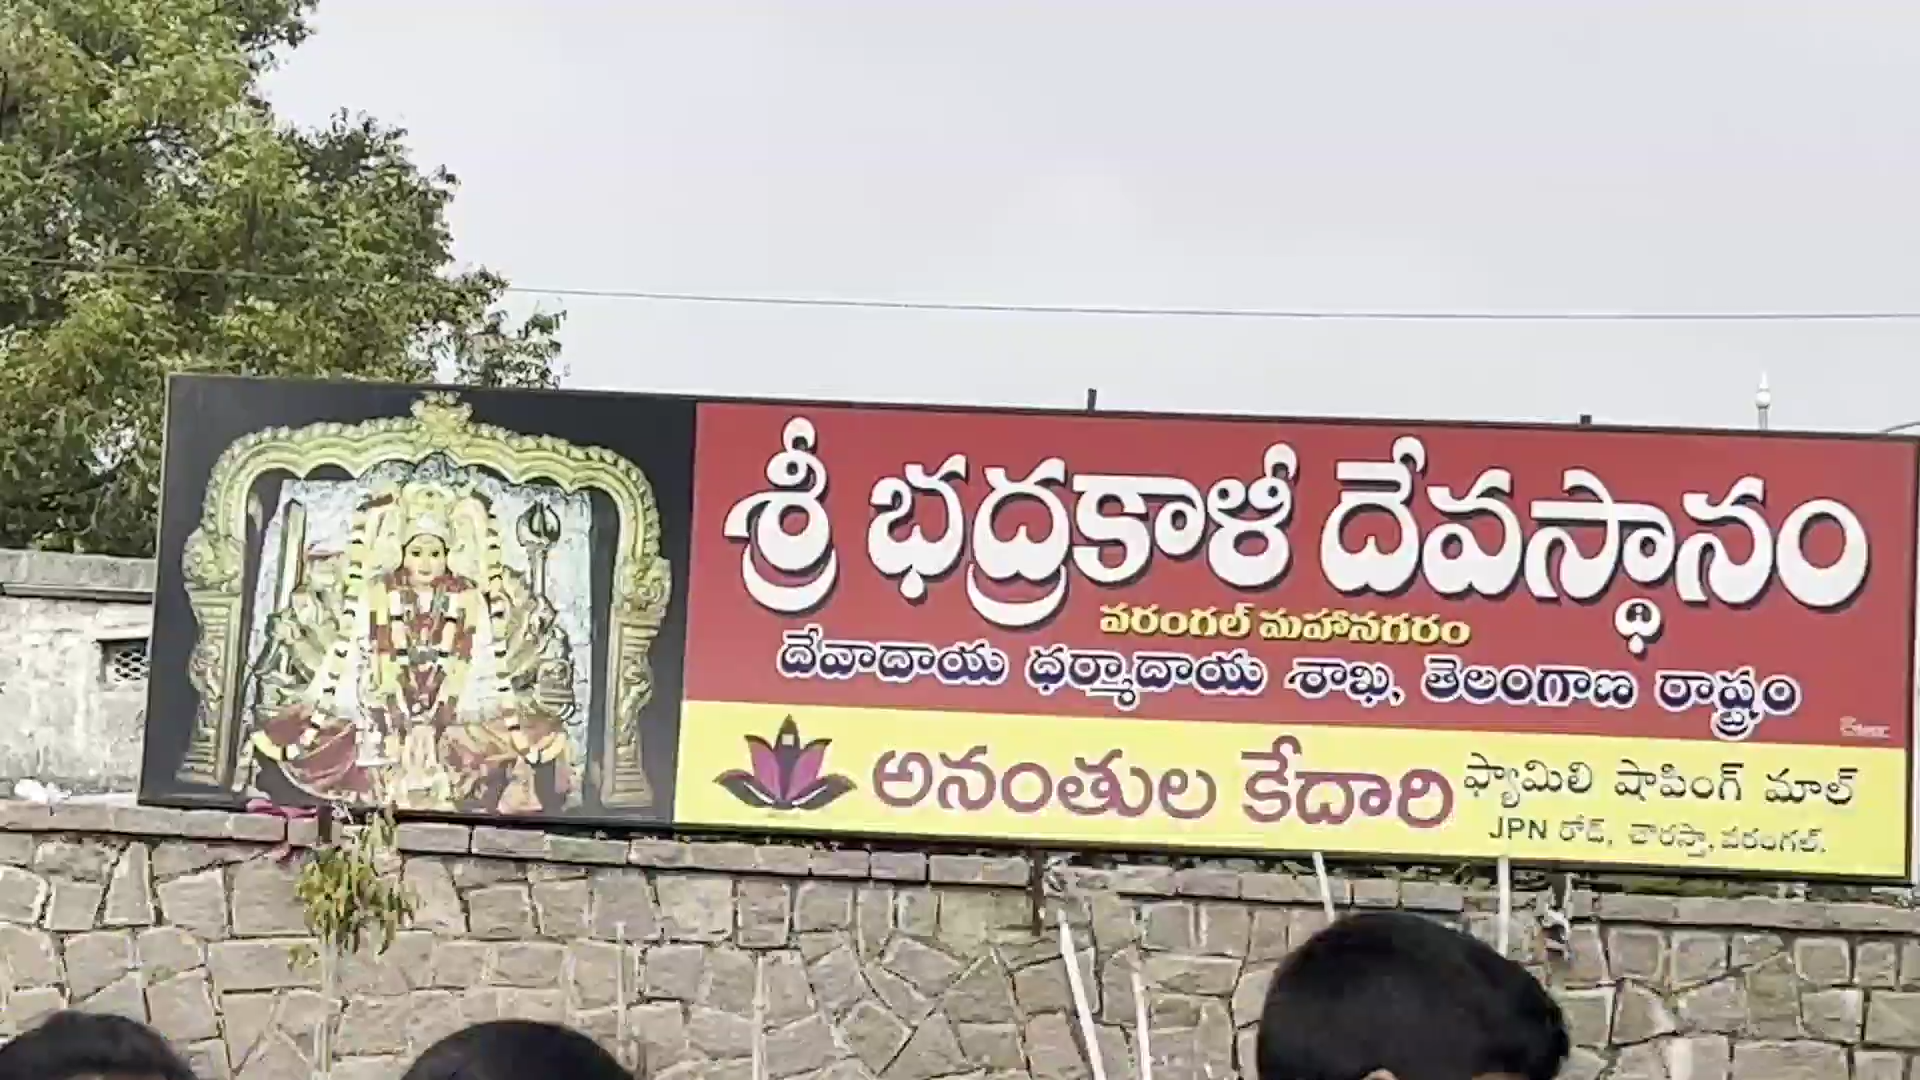 శ్రీ భద్రకాళీ దేవస్థానం
వరంగల్ మహానగరం
దేవాదాయ ధర్మాదాయ శాఖ, తెలంగాణ రాష్ట్రం
అనంతుల కేదారి ఫ్యామిలి షాపింగ్ మాల్
JPN రోడ్, చౌరస్తా, వరంగల్.